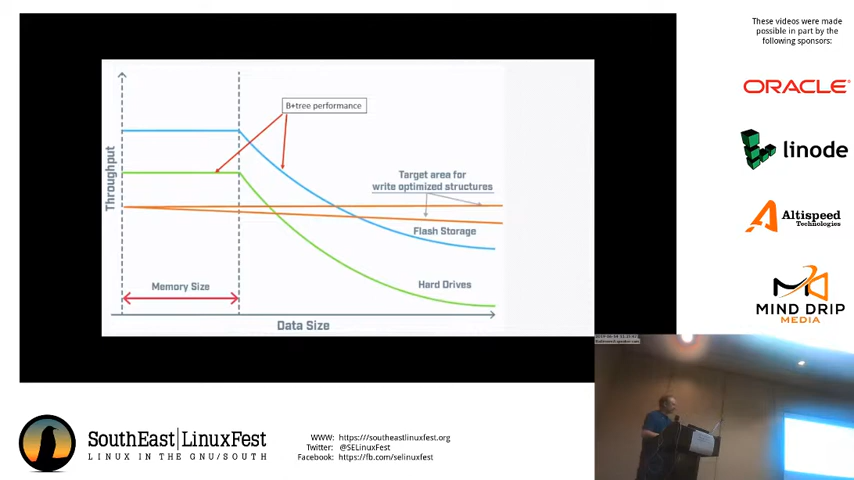 These videos were made
possible in part by the
following sponsors:
ORACLE
linode
Altispeed
Technologies
MIND DRIP
MEDIA
B+tree performance
Target area for
write optimized structures
Throughput
Flash Storage
Memory Size
Hard Drives
Data Size
SouthEast|LinuxFest
LINUX IN THE GNU/SOUTH
WWW: https:///southeastlinuxfest.org
Twitter: @SELinuxFest
Facebook: https://fb.com/selinuxfest